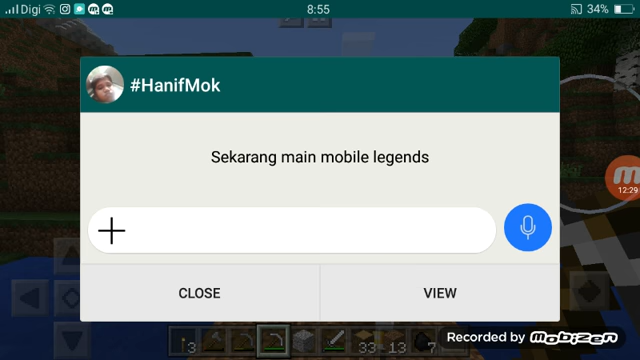 Digi 8:55 34%
#HanifMok
Sekarang main mobile legends
12:29
CLOSE VIEW
3 33 13 7
Recorded by Mobizen